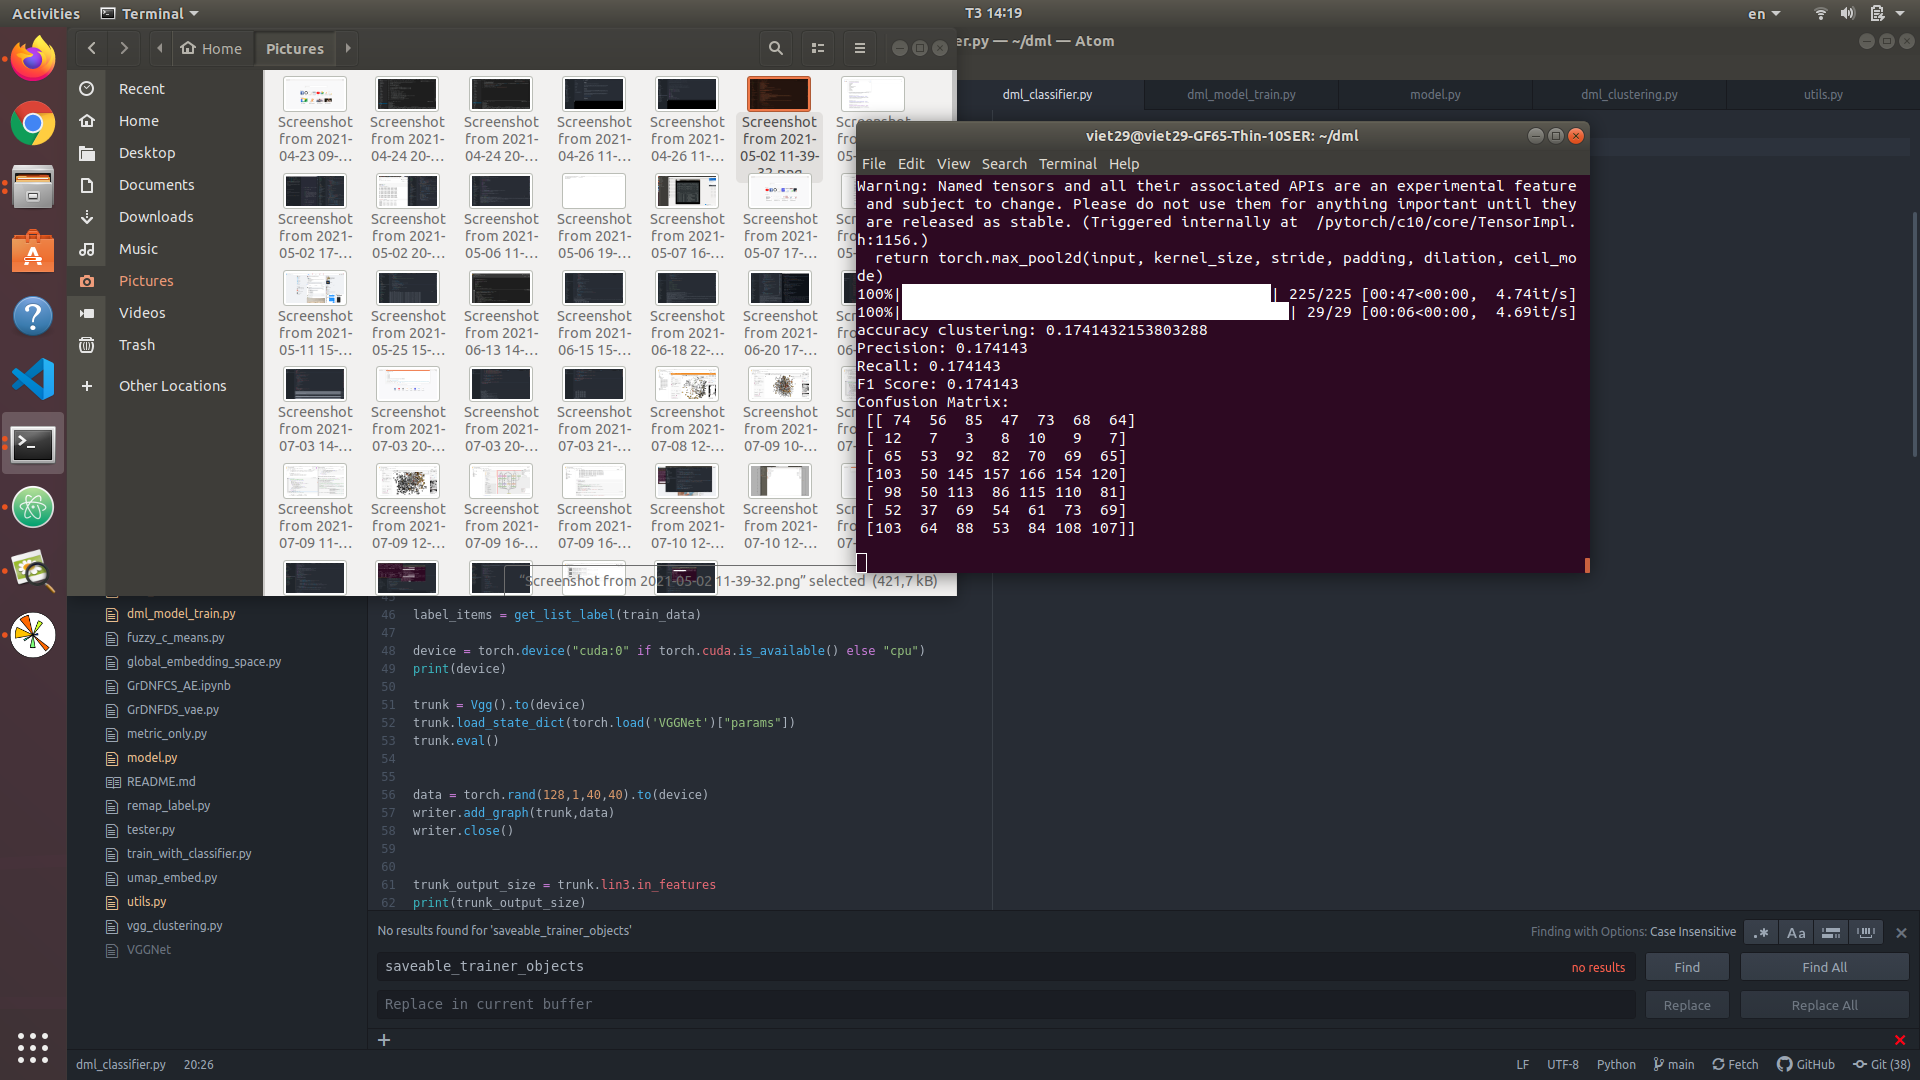 Activities
Terminal
T3 14:19
en
Home
Pictures
er.py — ~/dml — Atom
Recent
Home
Desktop
Documents
Downloads
Music
Pictures
Videos
Trash
Other Locations
Screenshot from 2021-04-23 09-...
Screenshot from 2021-04-24 20-...
Screenshot from 2021-04-24 20-...
Screenshot from 2021-04-26 11-...
Screenshot from 2021-04-26 11-...
Screenshot from 2021-05-02 11-39-32.png
Screenshot from 2021-05-02 17-...
Screenshot from 2021-05-02 20-...
Screenshot from 2021-05-06 11-...
Screenshot from 2021-05-06 19-...
Screenshot from 2021-05-07 16-...
Screenshot from 2021-05-07 17-...
Screenshot from 2021-05-11 15-...
Screenshot from 2021-05-25 15-...
Screenshot from 2021-06-13 14-...
Screenshot from 2021-06-15 15-...
Screenshot from 2021-06-18 22-...
Screenshot from 2021-06-20 17-...
Screenshot from 2021-07-03 14-...
Screenshot from 2021-07-03 20-...
Screenshot from 2021-07-03 20-...
Screenshot from 2021-07-03 21-...
Screenshot from 2021-07-08 12-...
Screenshot from 2021-07-09 10-...
Screenshot from 2021-07-09 11-...
Screenshot from 2021-07-09 12-...
Screenshot from 2021-07-09 16-...
Screenshot from 2021-07-09 16-...
Screenshot from 2021-07-10 12-...
Screenshot from 2021-07-10 12-...
"Screenshot from 2021-05-02 11-39-32.png" selected (421,7 kB)
dml_classifier.py
dml_model_train.py
model.py
dml_clustering.py
utils.py
viet29@viet29-GF65-Thin-10SER: ~/dml
File Edit View Search Terminal Help
Warning: Named tensors and all their associated APIs are an experimental feature
and subject to change. Please do not use them for anything important until they
are released as stable. (Triggered internally at  /pytorch/c10/core/TensorImpl.
h:1156.)
  return torch.max_pool2d(input, kernel_size, stride, padding, dilation, ceil_mo
de)
100%| | 225/225 [00:47<00:00,  4.74it/s]
100%| | 29/29 [00:06<00:00,  4.69it/s]
accuracy clustering: 0.1741432153803288
Precision: 0.174143
Recall: 0.174143
F1 Score: 0.174143
Confusion Matrix:
[[ 74  56  85  47  73  68  64]
[ 12   7   3   8  10   9   7]
[ 65  53  92  82  70  69  65]
[103  50 145 157 166 154 120]
[ 98  50 113  86 115 110  81]
[ 52  37  69  54  61  73  69]
[103  64  88  53  84 108 107]]
dml_model_train.py
fuzzy_c_means.py
global_embedding_space.py
GrDNFCS_AE.ipynb
GrDNFDS_vae.py
metric_only.py
model.py
README.md
remap_label.py
tester.py
train_with_classifier.py
umap_embed.py
utils.py
vgg_clustering.py
VGGNet
46 label_items = get_list_label(train_data)
47
48 device = torch.device("cuda:0" if torch.cuda.is_available() else "cpu")
49 print(device)
50
51 trunk = Vgg().to(device)
52 trunk.load_state_dict(torch.load('VGGNet')["params"])
53 trunk.eval()
54
55
56 data = torch.rand(128,1,40,40).to(device)
57 writer.add_graph(trunk,data)
58 writer.close()
59
60
61 trunk_output_size = trunk.lin3.in_features
62 print(trunk_output_size)
No results found for 'saveable_trainer_objects'
Finding with Options: Case Insensitive
.* Aa
saveable_trainer_objects
no results
Find
Find All
Replace in current buffer
Replace
Replace All
dml_classifier.py 20:26
LF UTF-8 Python main Fetch GitHub Git (38)